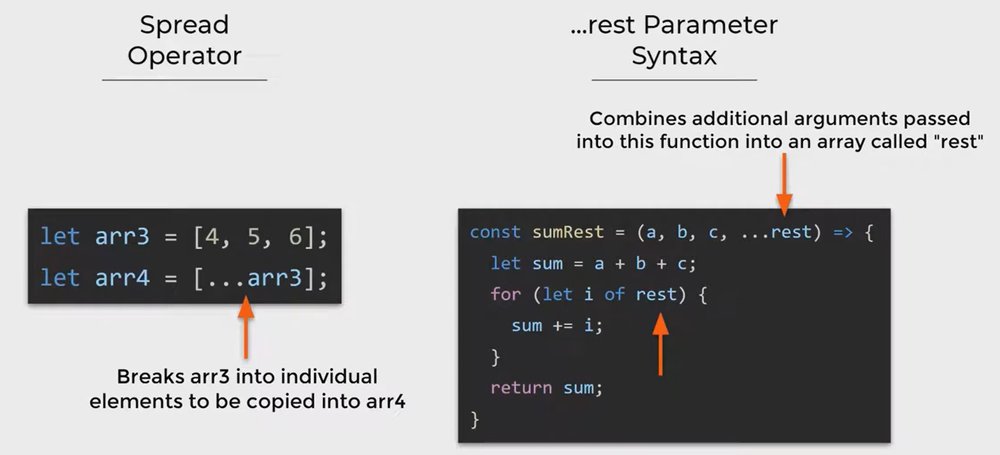 Spread
Operator
let arr3 = [4, 5, 6];
let arr4 = [...arr3];
Breaks arr3 into individual
elements to be copied into arr4
...rest Parameter
Syntax
Combines additional arguments passed
into this function into an array called "rest"
const sumRest = (a, b, c, ...rest) => {
  let sum = a + b + c;
  for (let i of rest) {
    sum += i;
  }
  return sum;
}